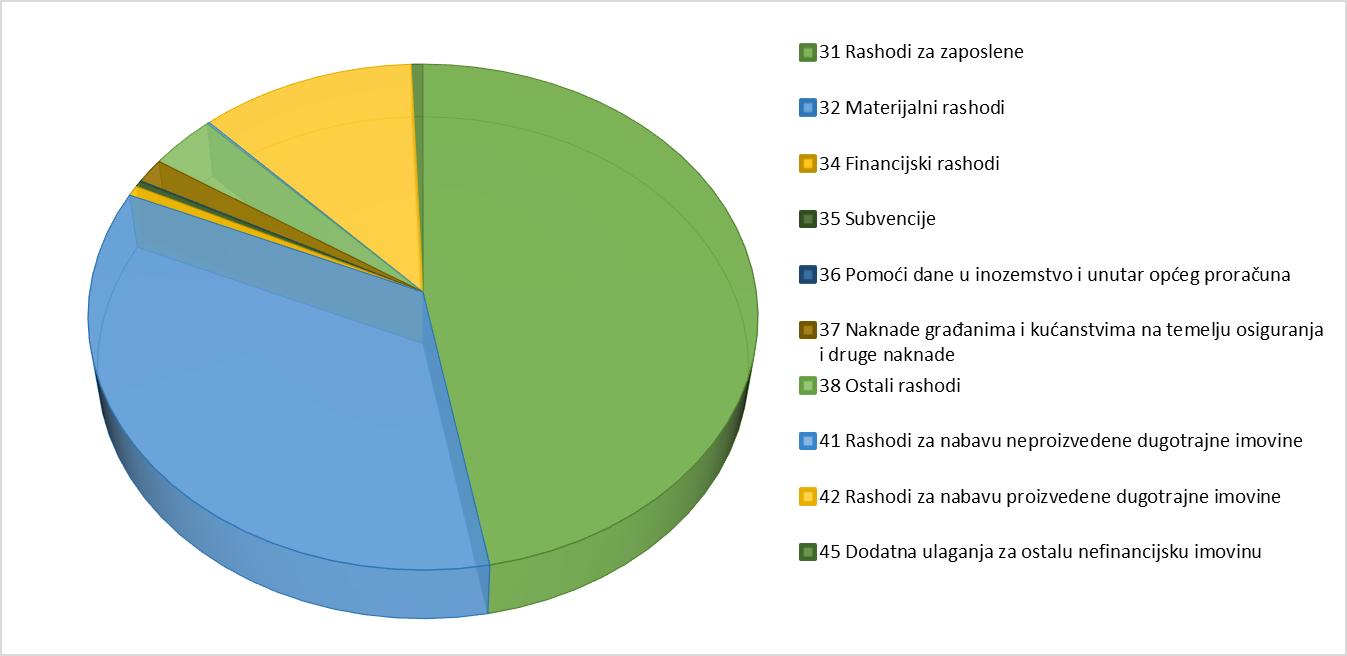 31 Rashodi za zaposlene
32 Materijalni rashodi
34 Financijski rashodi
35 Subvencije
36 Pomoći dane u inozemstvo i unutar općeg proračuna
37 Naknade građanima i kućanstvima na temelju osiguranja
i druge naknade
38 Ostali rashodi
41 Rashodi za nabavu neproizvedene dugotrajne imovine
42 Rashodi za nabavu proizvedene dugotrajne imovine
45 Dodatna ulaganja za ostalu nefinancijsku imovinu